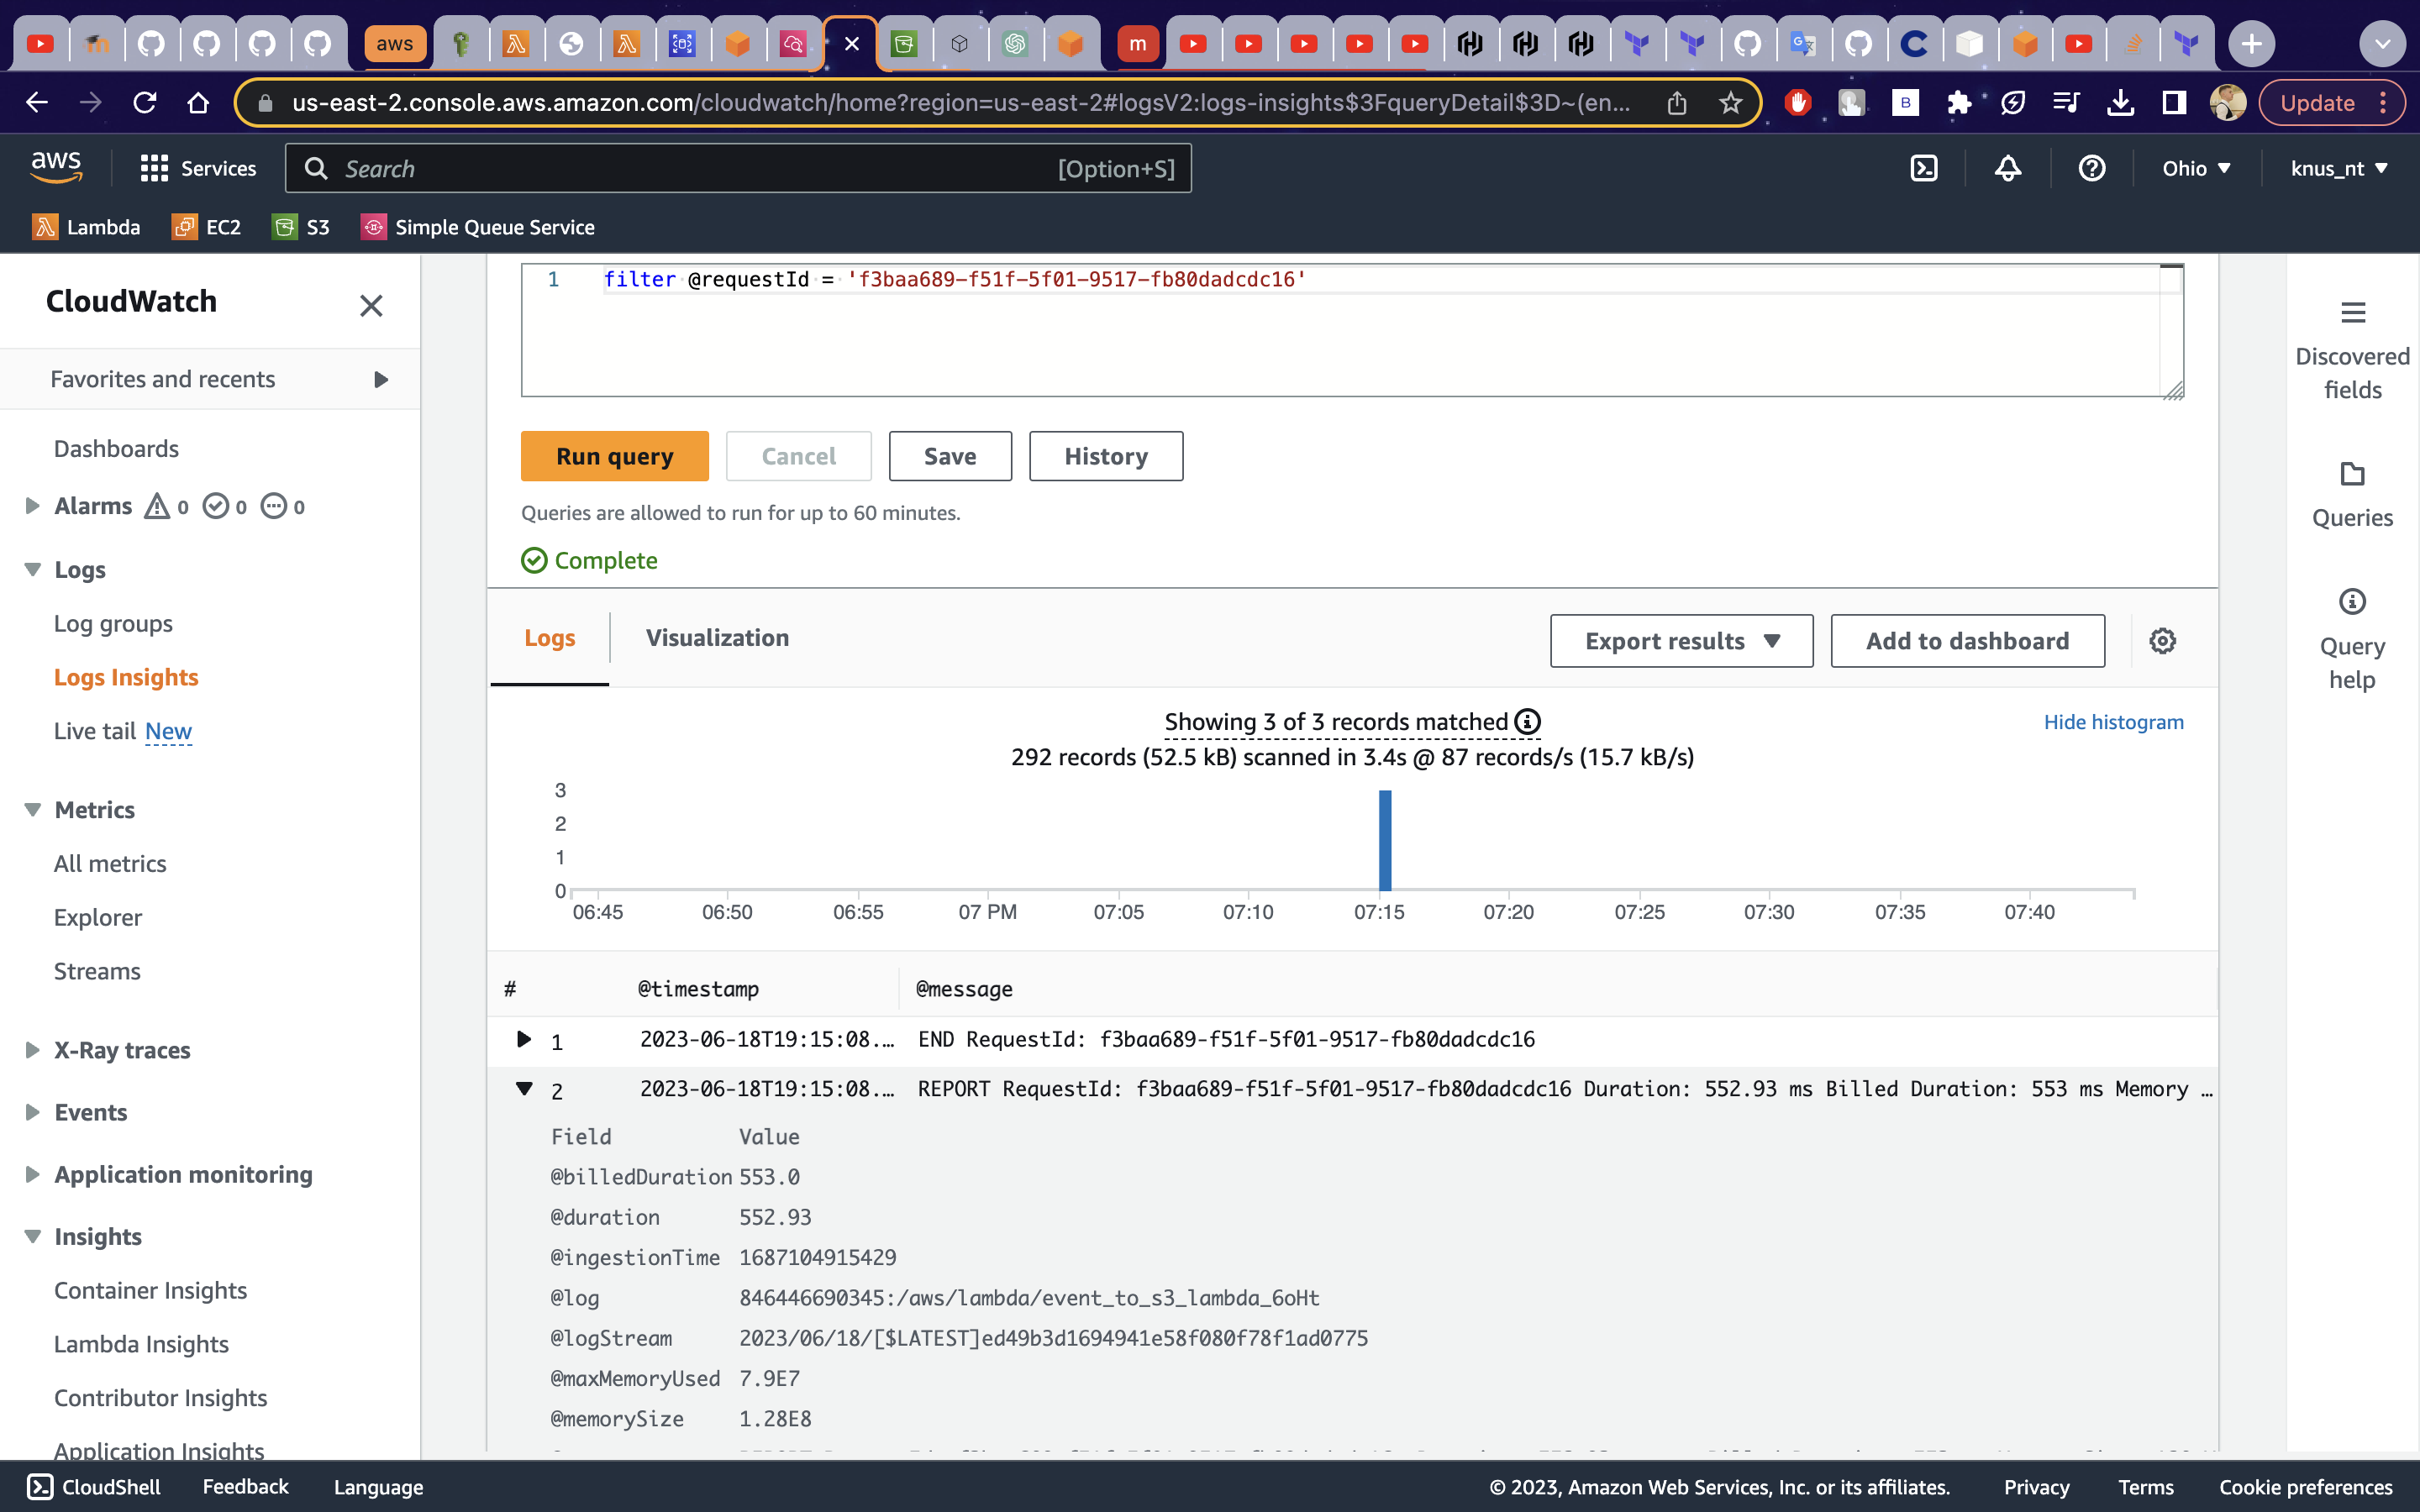 aws
m
us-east-2.console.aws.amazon.com/cloudwatch/home?region=us-east-2#logsV2:logs-insights$3FqueryDetail$3D~(en...
B
Update
aws
Services
Search
[Option+S]
Ohio
knus_nt
Lambda
EC2
S3
Simple Queue Service
CloudWatch
Favorites and recents
Dashboards
Alarms 0 0 0
Logs
Log groups
Logs Insights
Live tail New
Metrics
All metrics
Explorer
Streams
X-Ray traces
Events
Application monitoring
Insights
Container Insights
Lambda Insights
Contributor Insights
Application Insights
1 filter @requestId = 'f3baa689-f51f-5f01-9517-fb80dadcdc16'
Run query
Cancel
Save
History
Queries are allowed to run for up to 60 minutes.
Complete
Logs
Visualization
Export results
Add to dashboard
Showing 3 of 3 records matched
292 records (52.5 kB) scanned in 3.4s @ 87 records/s (15.7 kB/s)
Hide histogram
3
2
1
0
06:45 06:50 06:55 07 PM 07:05 07:10 07:15 07:20 07:25 07:30 07:35 07:40
# @timestamp @message
1 2023-06-18T19:15:08.... END RequestId: f3baa689-f51f-5f01-9517-fb80dadcdc16
2 2023-06-18T19:15:08.... REPORT RequestId: f3baa689-f51f-5f01-9517-fb80dadcdc16 Duration: 552.93 ms Billed Duration: 553 ms Memory ...
Field Value
@billedDuration 553.0
@duration 552.93
@ingestionTime 1687104915429
@log 846446690345:/aws/lambda/event_to_s3_lambda_6oHt
@logStream 2023/06/18/[$LATEST]ed49b3d1694941e58f080f78f1ad0775
@maxMemoryUsed 7.9E7
@memorySize 1.28E8
Discovered
fields
Queries
Query
help
CloudShell
Feedback
Language
© 2023, Amazon Web Services, Inc. or its affiliates.
Privacy
Terms
Cookie preferences